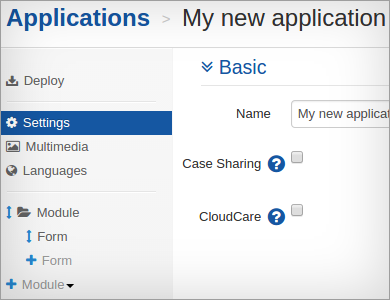 Applications > My new application
Deploy
Settings
Multimedia
Languages
Module
Form
Form
Module
Basic
Name My new applicat
Case Sharing ?
CloudCare ?